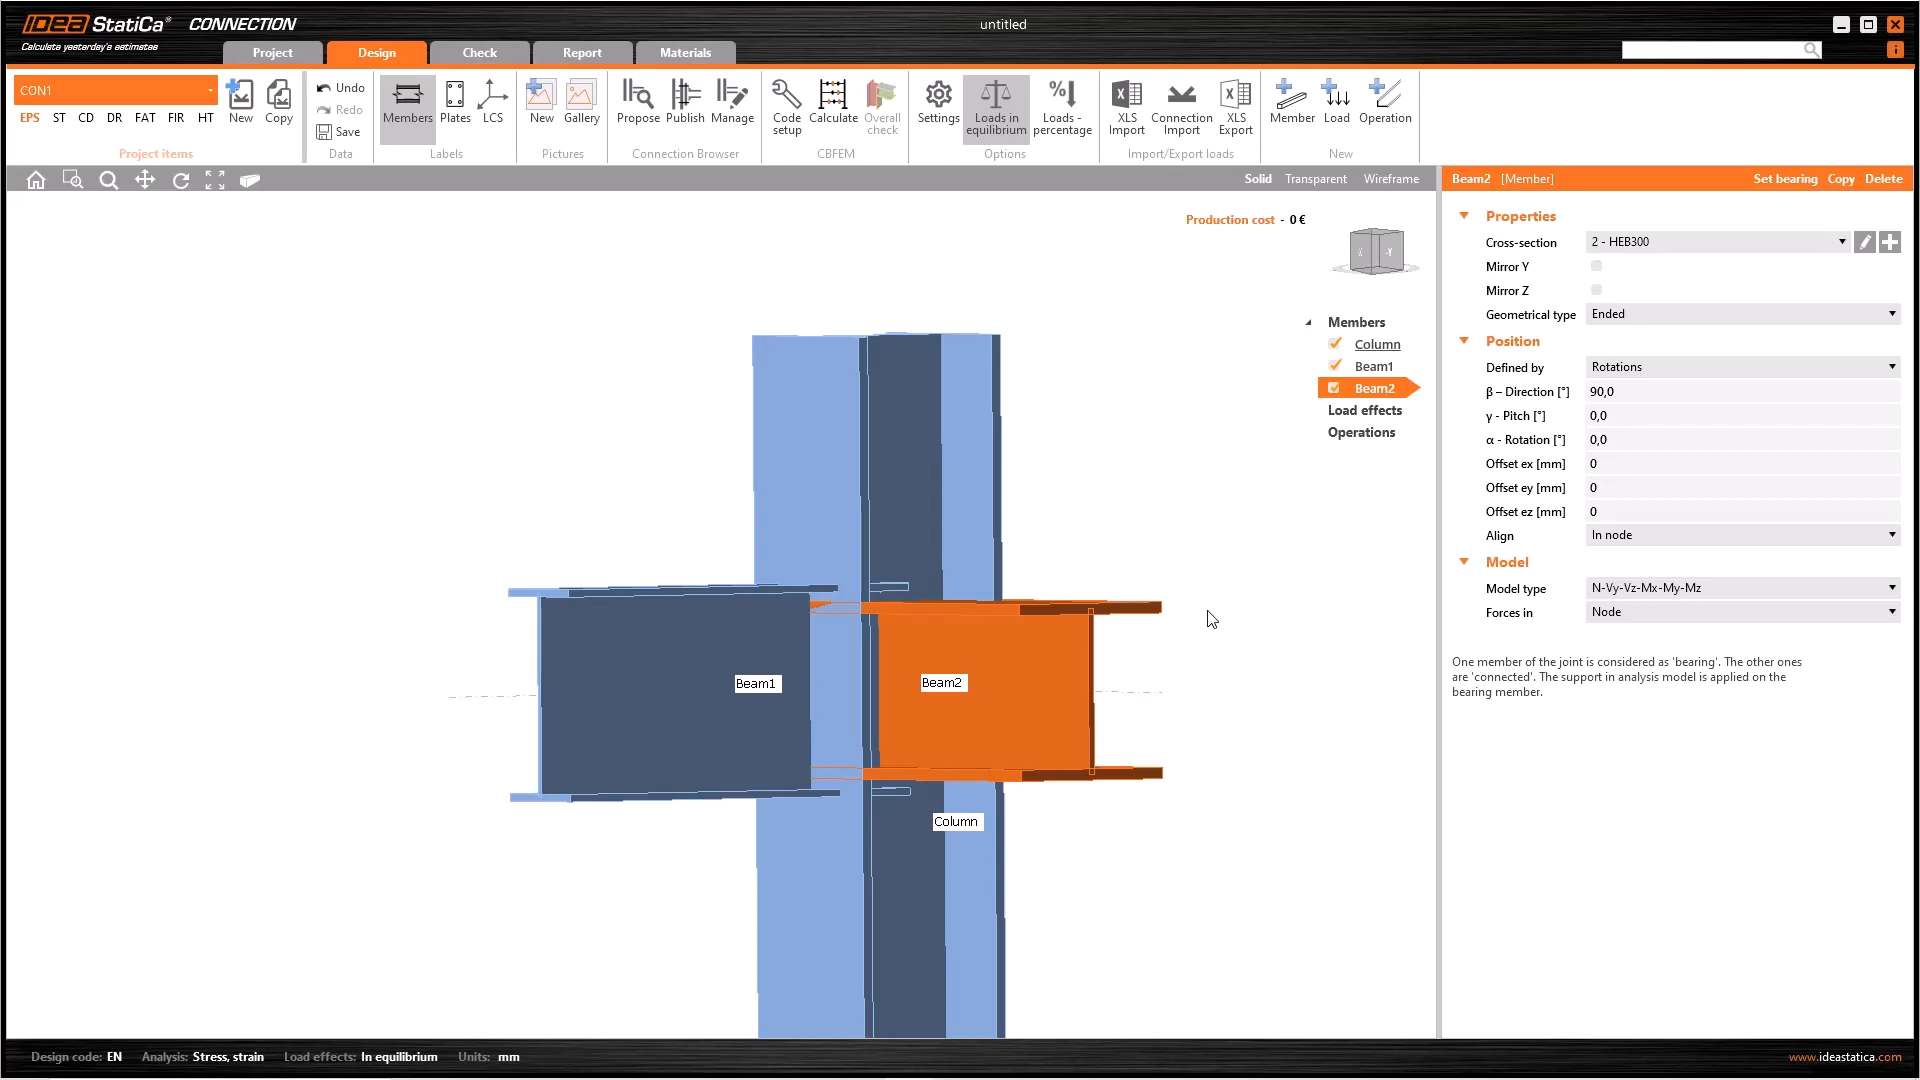 IDEA StatiCa® CONNECTION
Calculate yesterday's estimates
untitled
Project
Design
Check
Report
Materials
CON1
EPS ST CD DR FAT FIR HT
New
Copy
Project items
Undo
Redo
Save
Data
Members
Plates
LCS
Labels
New
Gallery
Pictures
Propose
Publish
Manage
Connection Browser
Code
setup
Calculate
Overall
check
CBFEM
Settings
Loads in
equilibrium
Loads -
percentage
Options
XLS
Import
Connection
Import
XLS
Export
Import/Export loads
Member
Load
Operation
New
Solid Transparent Wireframe
Production cost - 0 €
X -Y
Members
Column
Beam1
Beam2
Load effects
Operations
Beam1
Beam2
Column
Beam2 [Member] Set bearing Copy Delete
Properties
Cross-section 2 - HEB300
Mirror Y
Mirror Z
Geometrical type Ended
Position
Defined by Rotations
β – Direction [°] 90,0
γ - Pitch [°] 0,0
α - Rotation [°] 0,0
Offset ex [mm] 0
Offset ey [mm] 0
Offset ez [mm] 0
Align In node
Model
Model type N-Vy-Vz-Mx-My-Mz
Forces in Node
One member of the joint is considered as 'bearing'. The other ones
are 'connected'. The support in analysis model is applied on the
bearing member.
Design code: EN Analysis: Stress, strain Load effects: In equilibrium Units: mm
www.ideastatica.com